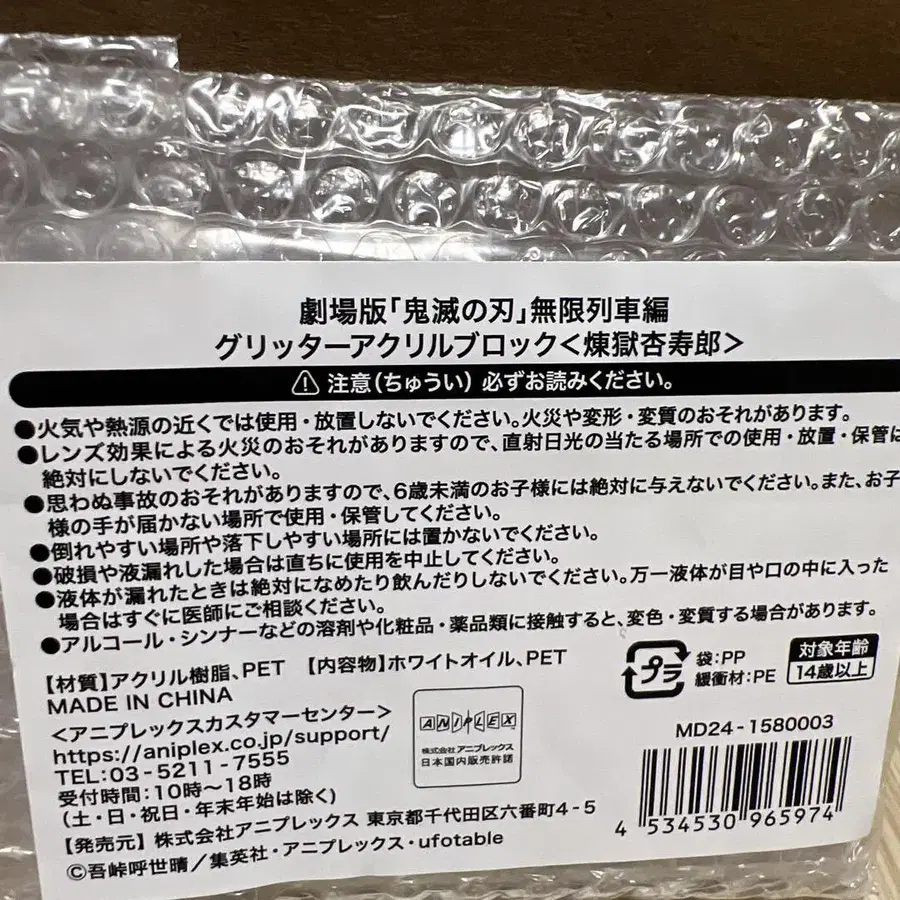 劇場版「鬼滅の刃」無限列車編
グリッターアクリルブロック＜煉獄杏寿郎＞
注意（ちゅうい）必ずお読みください。
●火気や熱源の近くでは使用・放置しないでください。火災や変形・変質のおそれがあります。
●レンズ効果による火災のおそれがありますので、直射日光の当たる場所での使用・放置・保管は
絶対にしないでください。
●思わぬ事故のおそれがありますので、6歳未満のお子様には絶対に与えないでください。また、お子
様の手が届かない場所で使用・保管してください。
●倒れやすい場所や落下しやすい場所には置かないでください。
●破損や液漏れした場合は直ちに使用を中止してください。
●液体が漏れたときは絶対になめたり飲んだりしないでください。万一液体が目や口の中に入った
場合はすぐに医師にご相談ください。
●アルコール・シンナーなどの溶剤や化粧品・薬品類に接触すると、変色・変質する場合があります。
【材質】アクリル樹脂、PET 【内容物】ホワイトオイル、PET
MADE IN CHINA
プラ
袋:PP
緩衝材:PE
対象年齢
14歳以上
＜アニプレックスカスタマーセンター＞
https://aniplex.co.jp/support/
TEL:03-5211-7555
受付時間:10時〜18時
(土・日・祝日・年末年始は除く)
ANIPLEX
株式会社アニプレックス
日本国内販売許諾
MD24-1580003
4 534530 965974
【発売元】株式会社アニプレックス 東京都千代田区六番町4-5
©吾峠呼世晴／集英社・アニプレックス・ufotable